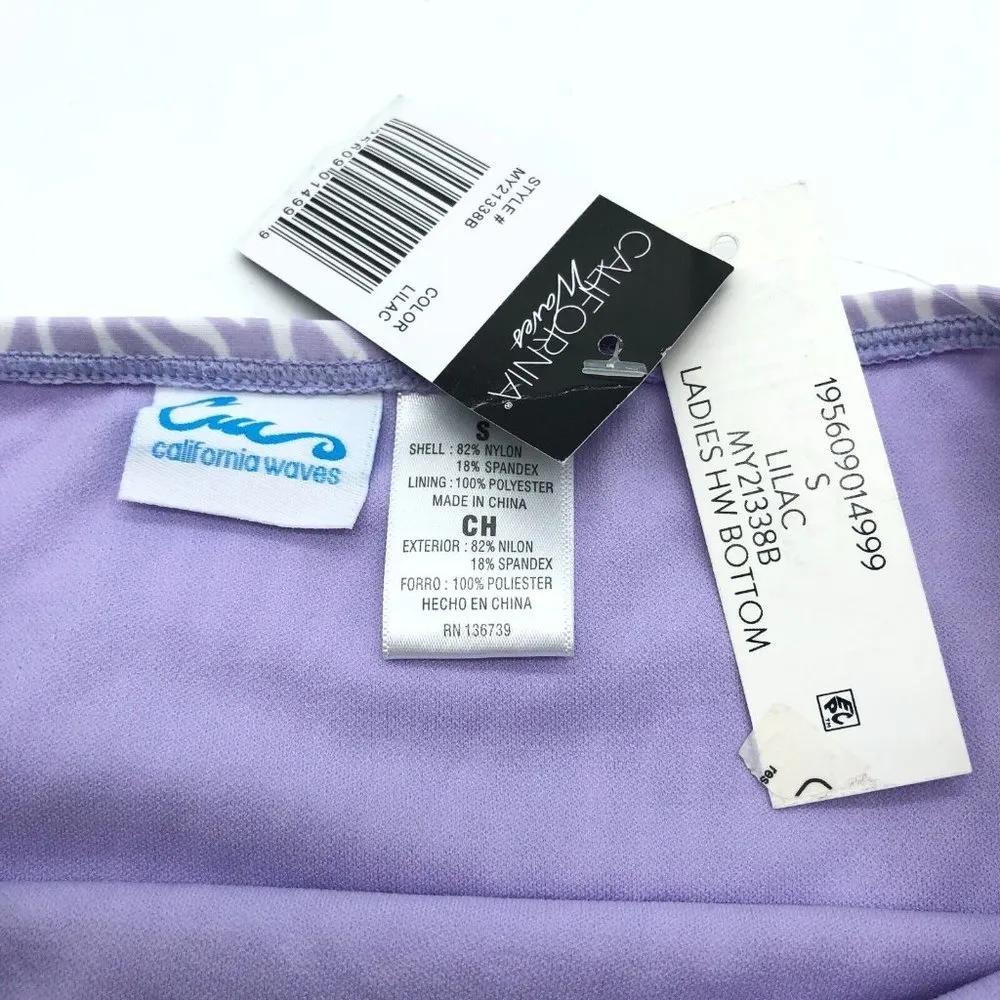 STYLE #
MY21338B
COLOR
LILAC
CALIFORNIA
Waves
california waves
S
SHELL : 82% NYLON
18% SPANDEX
LINING : 100% POLYESTER
MADE IN CHINA
CH
EXTERIOR : 82% NILON
18% SPANDEX
FORRO : 100% POLIESTER
HECHO EN CHINA
RN 136739
195609014999
S
LILAC
MY21338B
LADIES HW BOTTOM
res